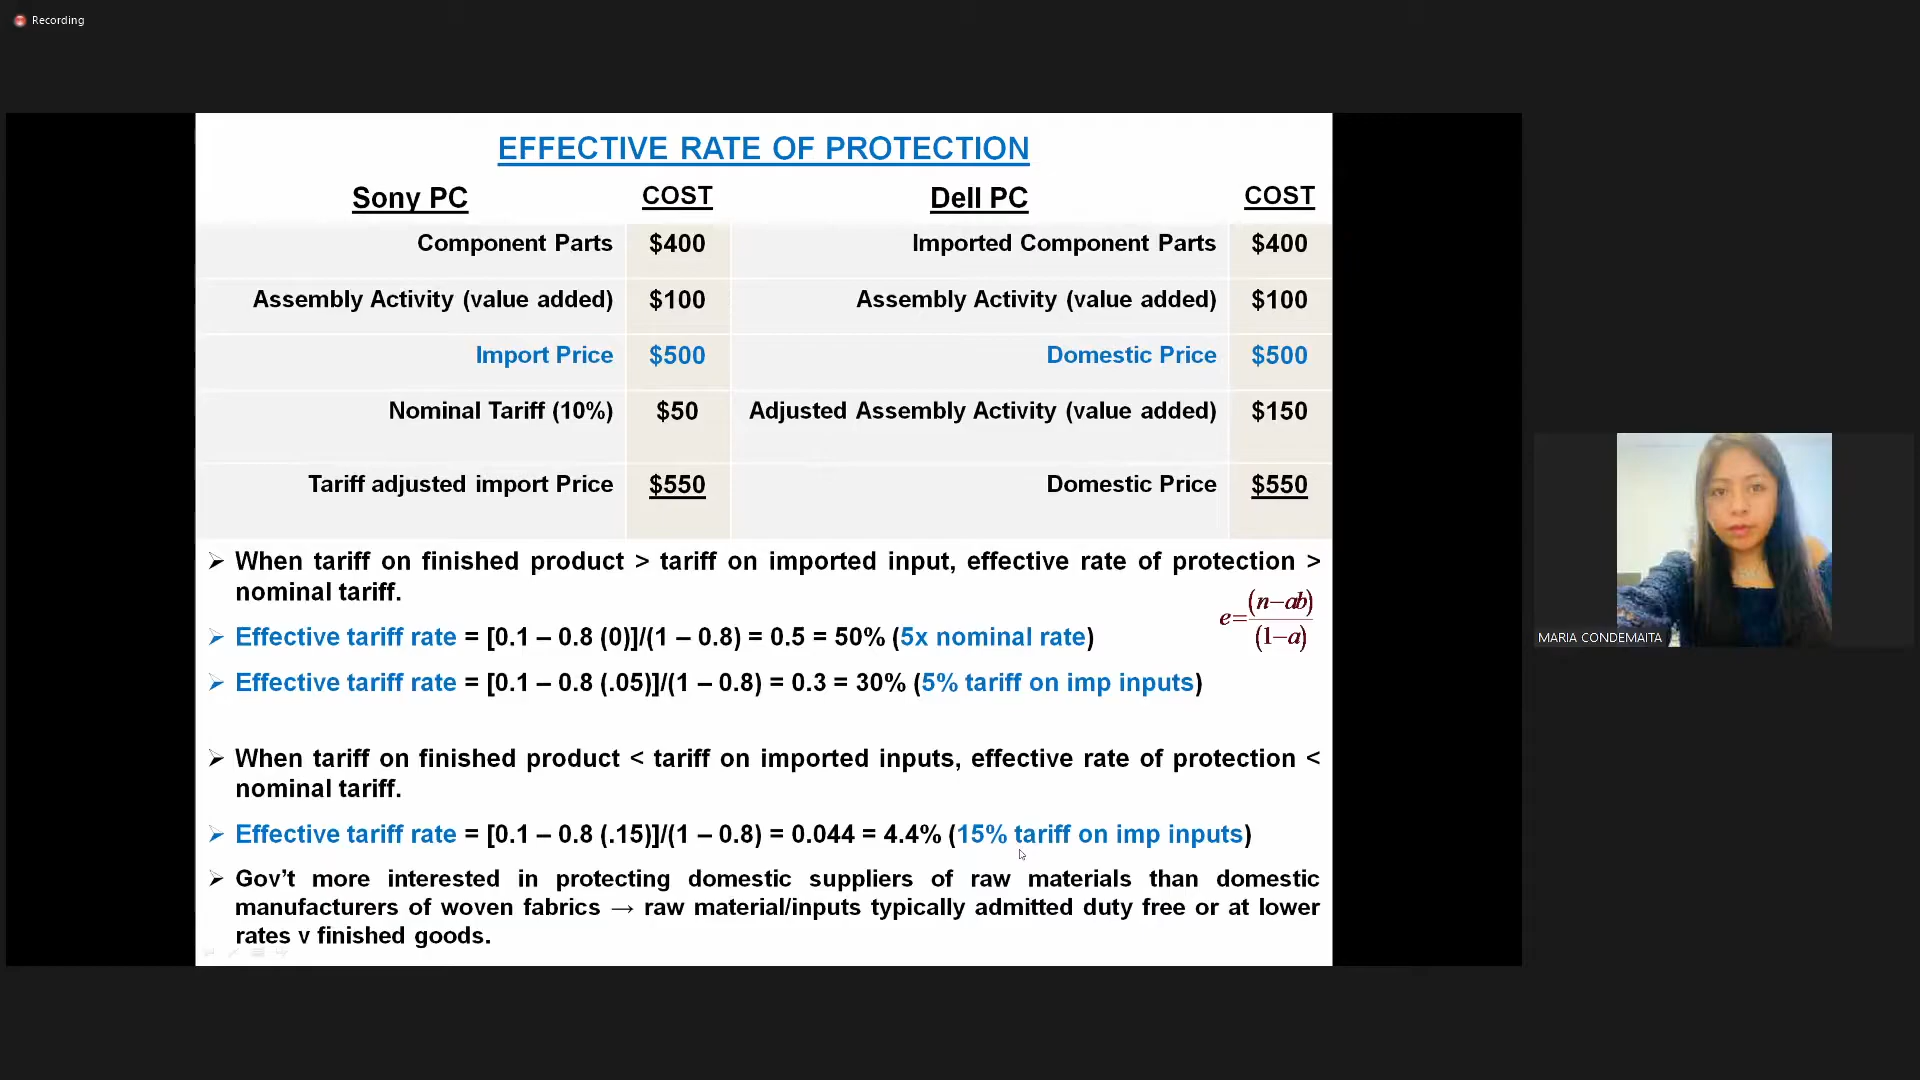 Recording
EFFECTIVE RATE OF PROTECTION
Sony PC COST Dell PC COST
Component Parts $400 Imported Component Parts $400
Assembly Activity (value added) $100 Assembly Activity (value added) $100
Import Price $500 Domestic Price $500
Nominal Tariff (10%) $50 Adjusted Assembly Activity (value added) $150
Tariff adjusted import Price $550 Domestic Price $550
➢ When tariff on finished product > tariff on imported input, effective rate of protection >
nominal tariff.
e=(n–ab)/(1–a)
➢ Effective tariff rate = [0.1 – 0.8 (0)]/(1 – 0.8) = 0.5 = 50% (5x nominal rate)
➢ Effective tariff rate = [0.1 – 0.8 (.05)]/(1 – 0.8) = 0.3 = 30% (5% tariff on imp inputs)
➢ When tariff on finished product < tariff on imported inputs, effective rate of protection <
nominal tariff.
➢ Effective tariff rate = [0.1 – 0.8 (.15)]/(1 – 0.8) = 0.044 = 4.4% (15% tariff on imp inputs)
➢ Gov’t more interested in protecting domestic suppliers of raw materials than domestic
manufacturers of woven fabrics → raw material/inputs typically admitted duty free or at lower
rates v finished goods.
MARIA CONDEMAITA